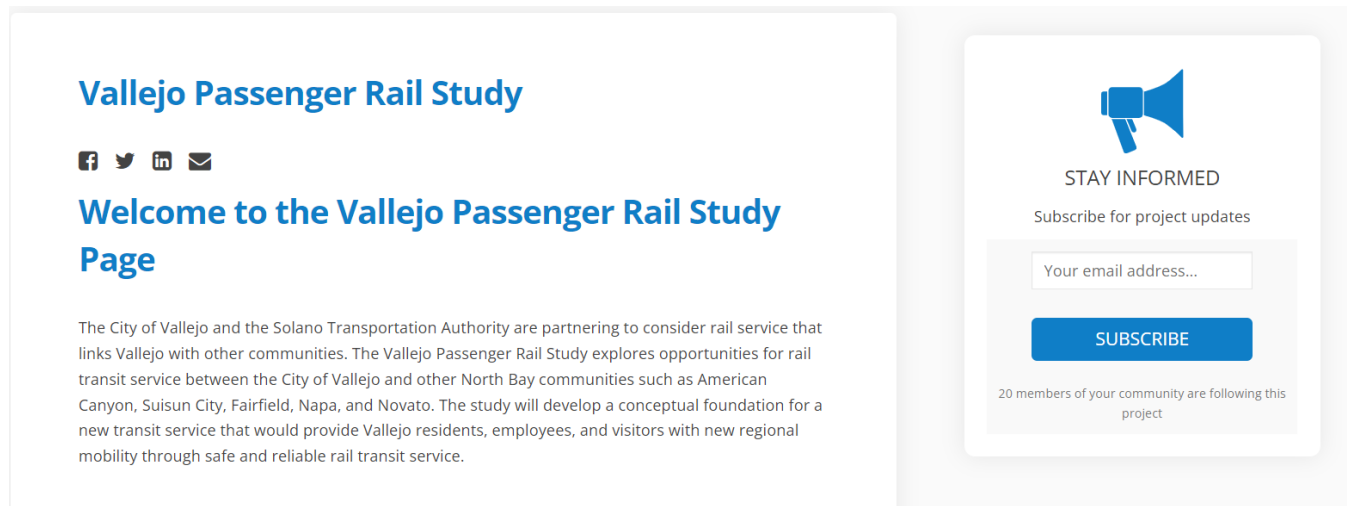 Vallejo Passenger Rail Study
Welcome to the Vallejo Passenger Rail Study
Page
The City of Vallejo and the Solano Transportation Authority are partnering to consider rail service that
links Vallejo with other communities. The Vallejo Passenger Rail Study explores opportunities for rail
transit service between the City of Vallejo and other North Bay communities such as American
Canyon, Suisun City, Fairfield, Napa, and Novato. The study will develop a conceptual foundation for a
new transit service that would provide Vallejo residents, employees, and visitors with new regional
mobility through safe and reliable rail transit service.
STAY INFORMED
Subscribe for project updates
Your email address...
SUBSCRIBE
20 members of your community are following this
project